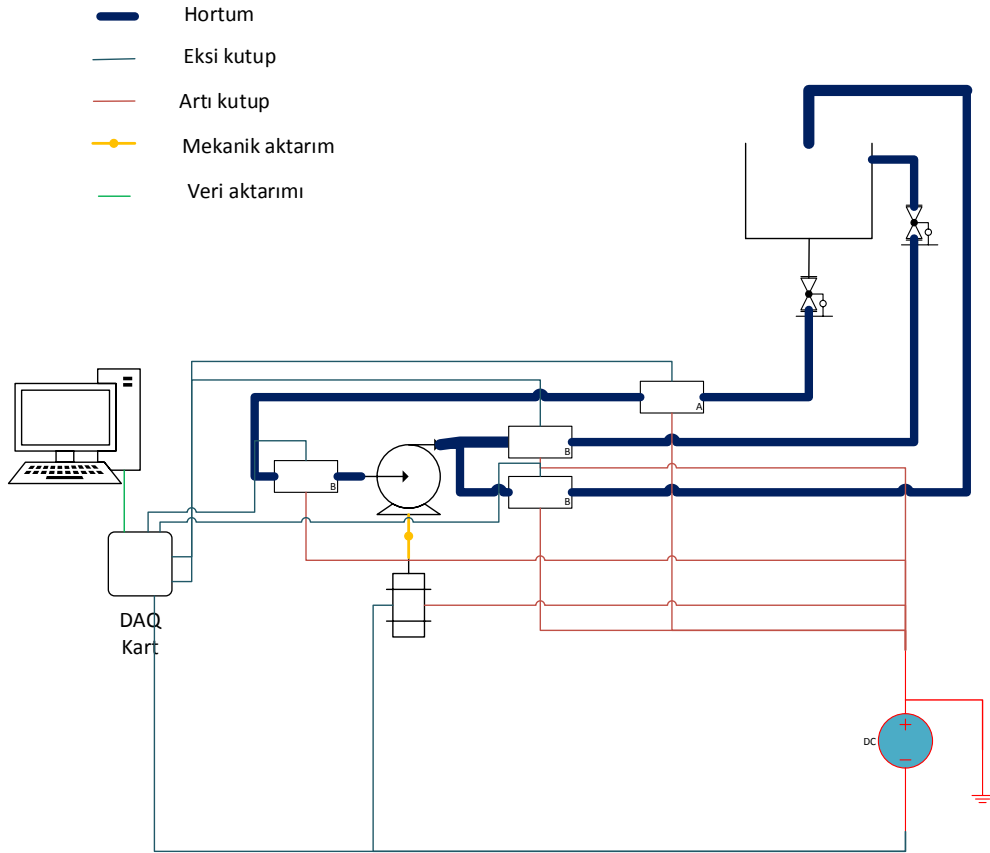 Hortum
Eksi kutup
Artı kutup
Mekanik aktarım
Veri aktarımı
A
B
B
B
DAQ
Kart
DC